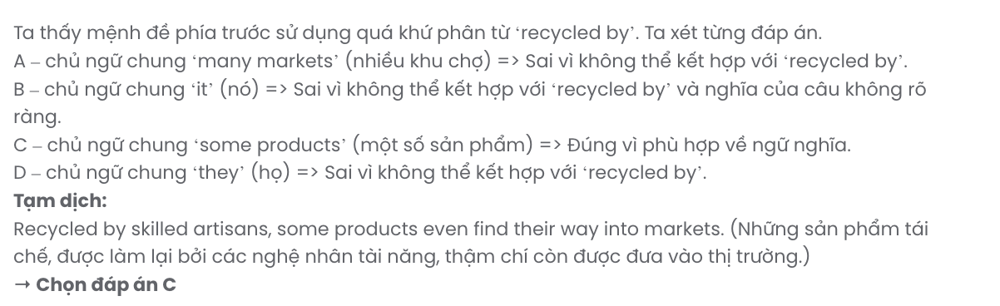 Ta thấy mệnh đề phía trước sử dụng quá khứ phân từ ‘recycled by’. Ta xét từng đáp án.
A – chủ ngữ chung ‘many markets’ (nhiều khu chợ) => Sai vì không thể kết hợp với ‘recycled by’.
B – chủ ngữ chung ‘it’ (nó) => Sai vì không thể kết hợp với ‘recycled by’ và nghĩa của câu không rõ
ràng.
C – chủ ngữ chung ‘some products’ (một số sản phẩm) => Đúng vì phù hợp về ngữ nghĩa.
D – chủ ngữ chung ‘they’ (họ) => Sai vì không thể kết hợp với ‘recycled by’.
Tạm dịch:
Recycled by skilled artisans, some products even find their way into markets. (Những sản phẩm tái
chế, được làm lại bởi các nghệ nhân tài năng, thậm chí còn được đưa vào thị trường.)
→ Chọn đáp án C